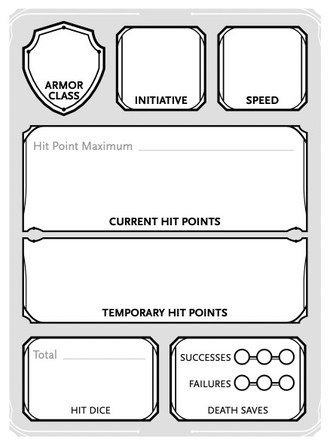 ARMOR
CLASS
INITIATIVE
SPEED
Hit Point Maximum
CURRENT HIT POINTS
TEMPORARY HIT POINTS
Total
HIT DICE
SUCCESSES
FAILURES
DEATH SAVES